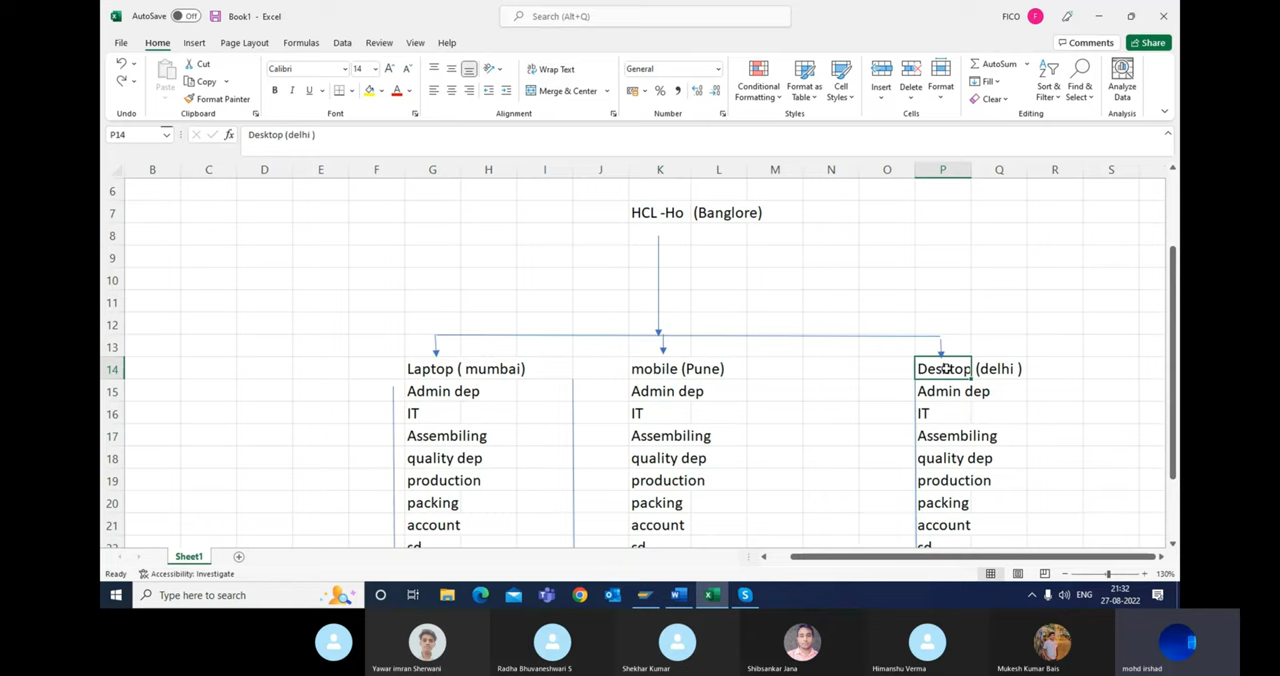 AutoSave Off Book1 - Excel Search (Alt+Q) FICO F
File Home Insert Page Layout Formulas Data Review View Help Comments Share
Cut Calibri 14 Wrap Text General AutoSum
Paste Copy Conditional Format as Cell Insert Delete Format Fill Sort & Find & Analyze
Format Painter B I U Merge & Center Formatting Table Styles Clear Filter Select Data
Undo Clipboard Font Alignment Number Styles Cells Editing Analysis
P14 fx Desktop (delhi )
B C D E F G H I J K L M N O P Q R S
6
7 HCL -Ho (Banglore)
8
9
10
11
12
13
14 Laptop ( mumbai) mobile (Pune) Desktop (delhi )
15 Admin dep Admin dep Admin dep
16 IT IT IT
17 Assembiling Assembiling Assembiling
18 quality dep quality dep quality dep
19 production production production
20 packing packing packing
21 account account account
22 sd sd sd
Sheet1
Ready Accessibility: Investigate 130%
Type here to search ENG 21:32
27-08-2022
Yawar imran Sherwani Radha Bhuvaneshwari S Shekhar Kumar Shibsankar Jana Himanshu Verma Mukesh Kumar Bais mohd irshad